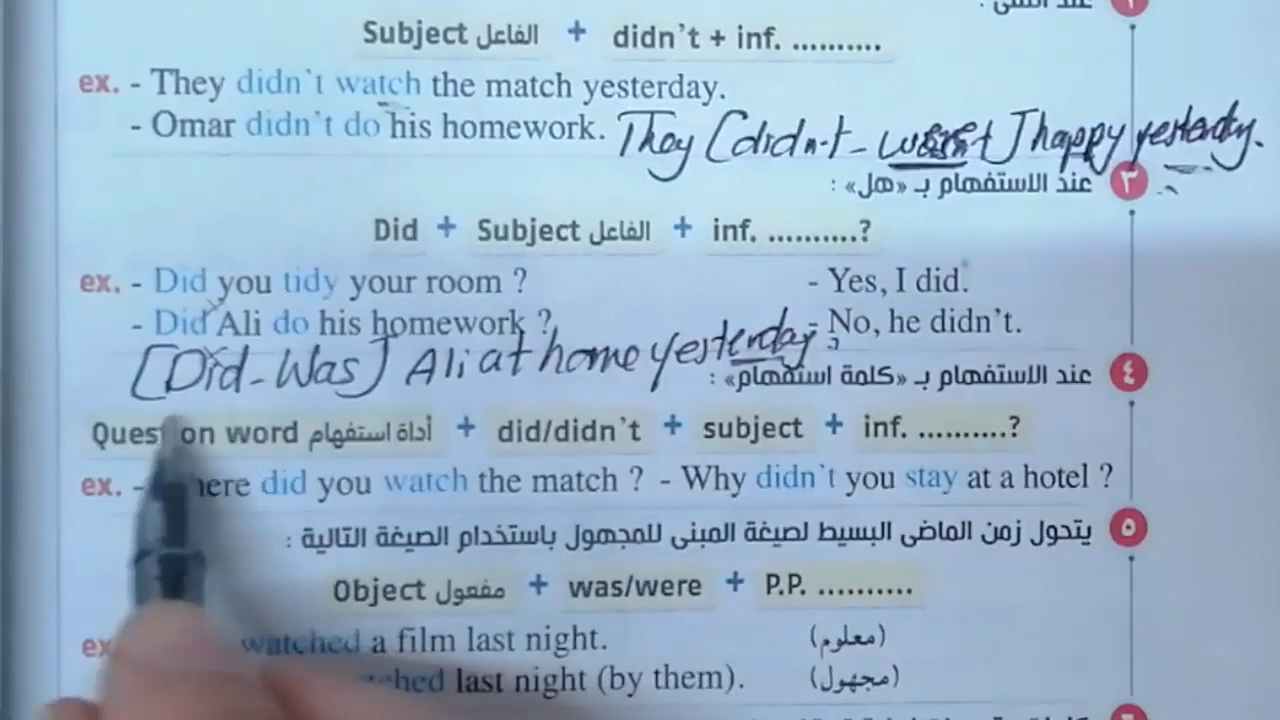 Subject الفاعل + didn't + inf. ..........
ex. - They didn't watch the match yesterday.
- Omar didn't do his homework. They [didn't - ] happy yesterday.
٣ عند الاستفهام بـ «هل» :
Did + Subject الفاعل + inf. ..........?
ex. - Did you tidy your room ? - Yes, I did.
- Did Ali do his homework ? - No, he didn't.
[Did - Was] Ali at home yesterday ?
٤ عند الاستفهام بـ «كلمة استفهام» :
on word أداة استفهام + did/didn't + subject + inf. ..........?
ex. - did you watch the match ? - Why didn't you stay at a hotel ?
٥ يتحول زمن الماضى البسيط لصيغة المبنى للمجهول باستخدام الصيغة التالية :
Object مفعول + was/were + P.P. ..........
watched a film last night. (معلوم)
last night (by them). (مجهول)